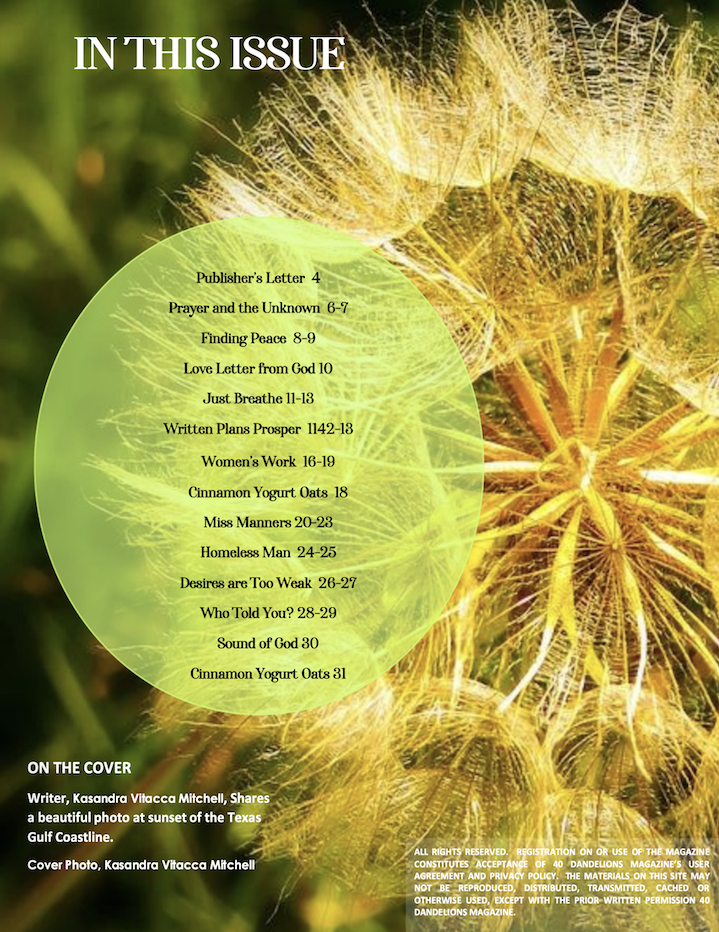 IN THIS ISSUE
Publisher's Letter 4
Prayer and the Unknown 6-7
Finding Peace 8-9
Love Letter from God 10
Just Breathe 11-13
Written Plans Prosper 1142-13
Women's Work 16-19
Cinnamon Yogurt Oats 18
Miss Manners 20-23
Homeless Man 24-25
Desires are Too Weak 26-27
Who Told You? 28-29
Sound of God 30
Cinnamon Yogurt Oats 31
ON THE COVER
Writer, Kasandra Vitacca Mitchell, Shares
a beautiful photo at sunset of the Texas
Gulf Coastline.
Cover Photo, Kasandra Vitacca Mitchell
ALL RIGHTS RESERVED. REGISTRATION ON OR USE OF THE MAGAZINE
CONSTITUTES ACCEPTANCE OF 40 DANDELIONS MAGAZINE'S USER
AGREEMENT AND PRIVACY POLICY. THE MATERIALS ON THIS SITE MAY
NOT BE REPRODUCED, DISTRIBUTED, TRANSMITTED, CACHED OR
OTHERWISE USED, EXCEPT WITH THE PRIOR WRITTEN PERMISSION 40
DANDELIONS MAGAZINE.